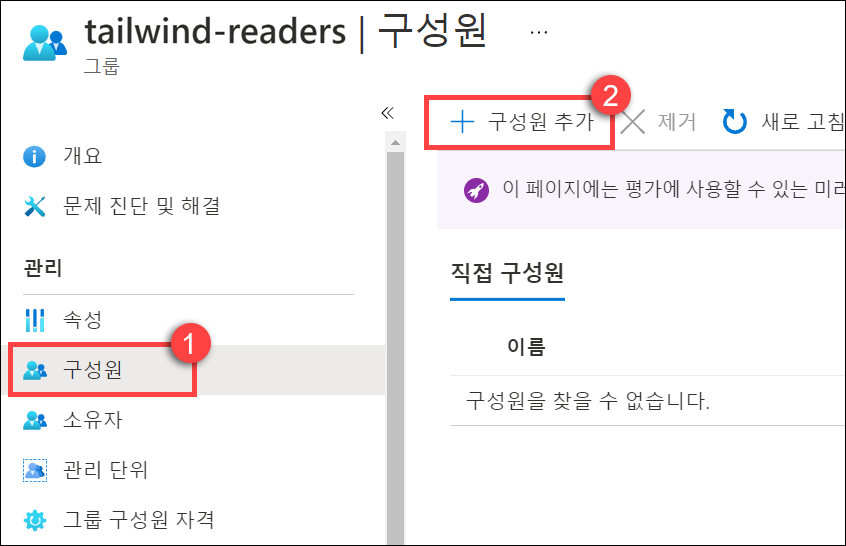 tailwind-readers | 구성원 ...
그룹
«
개요
문제 진단 및 해결
관리
속성
1
구성원
소유자
관리 단위
그룹 구성원 자격
2
+ 구성원 추가
제거
새로 고침
이 페이지에는 평가에 사용할 수 있는 미리
직접 구성원
이름
구성원을 찾을 수 없습니다.